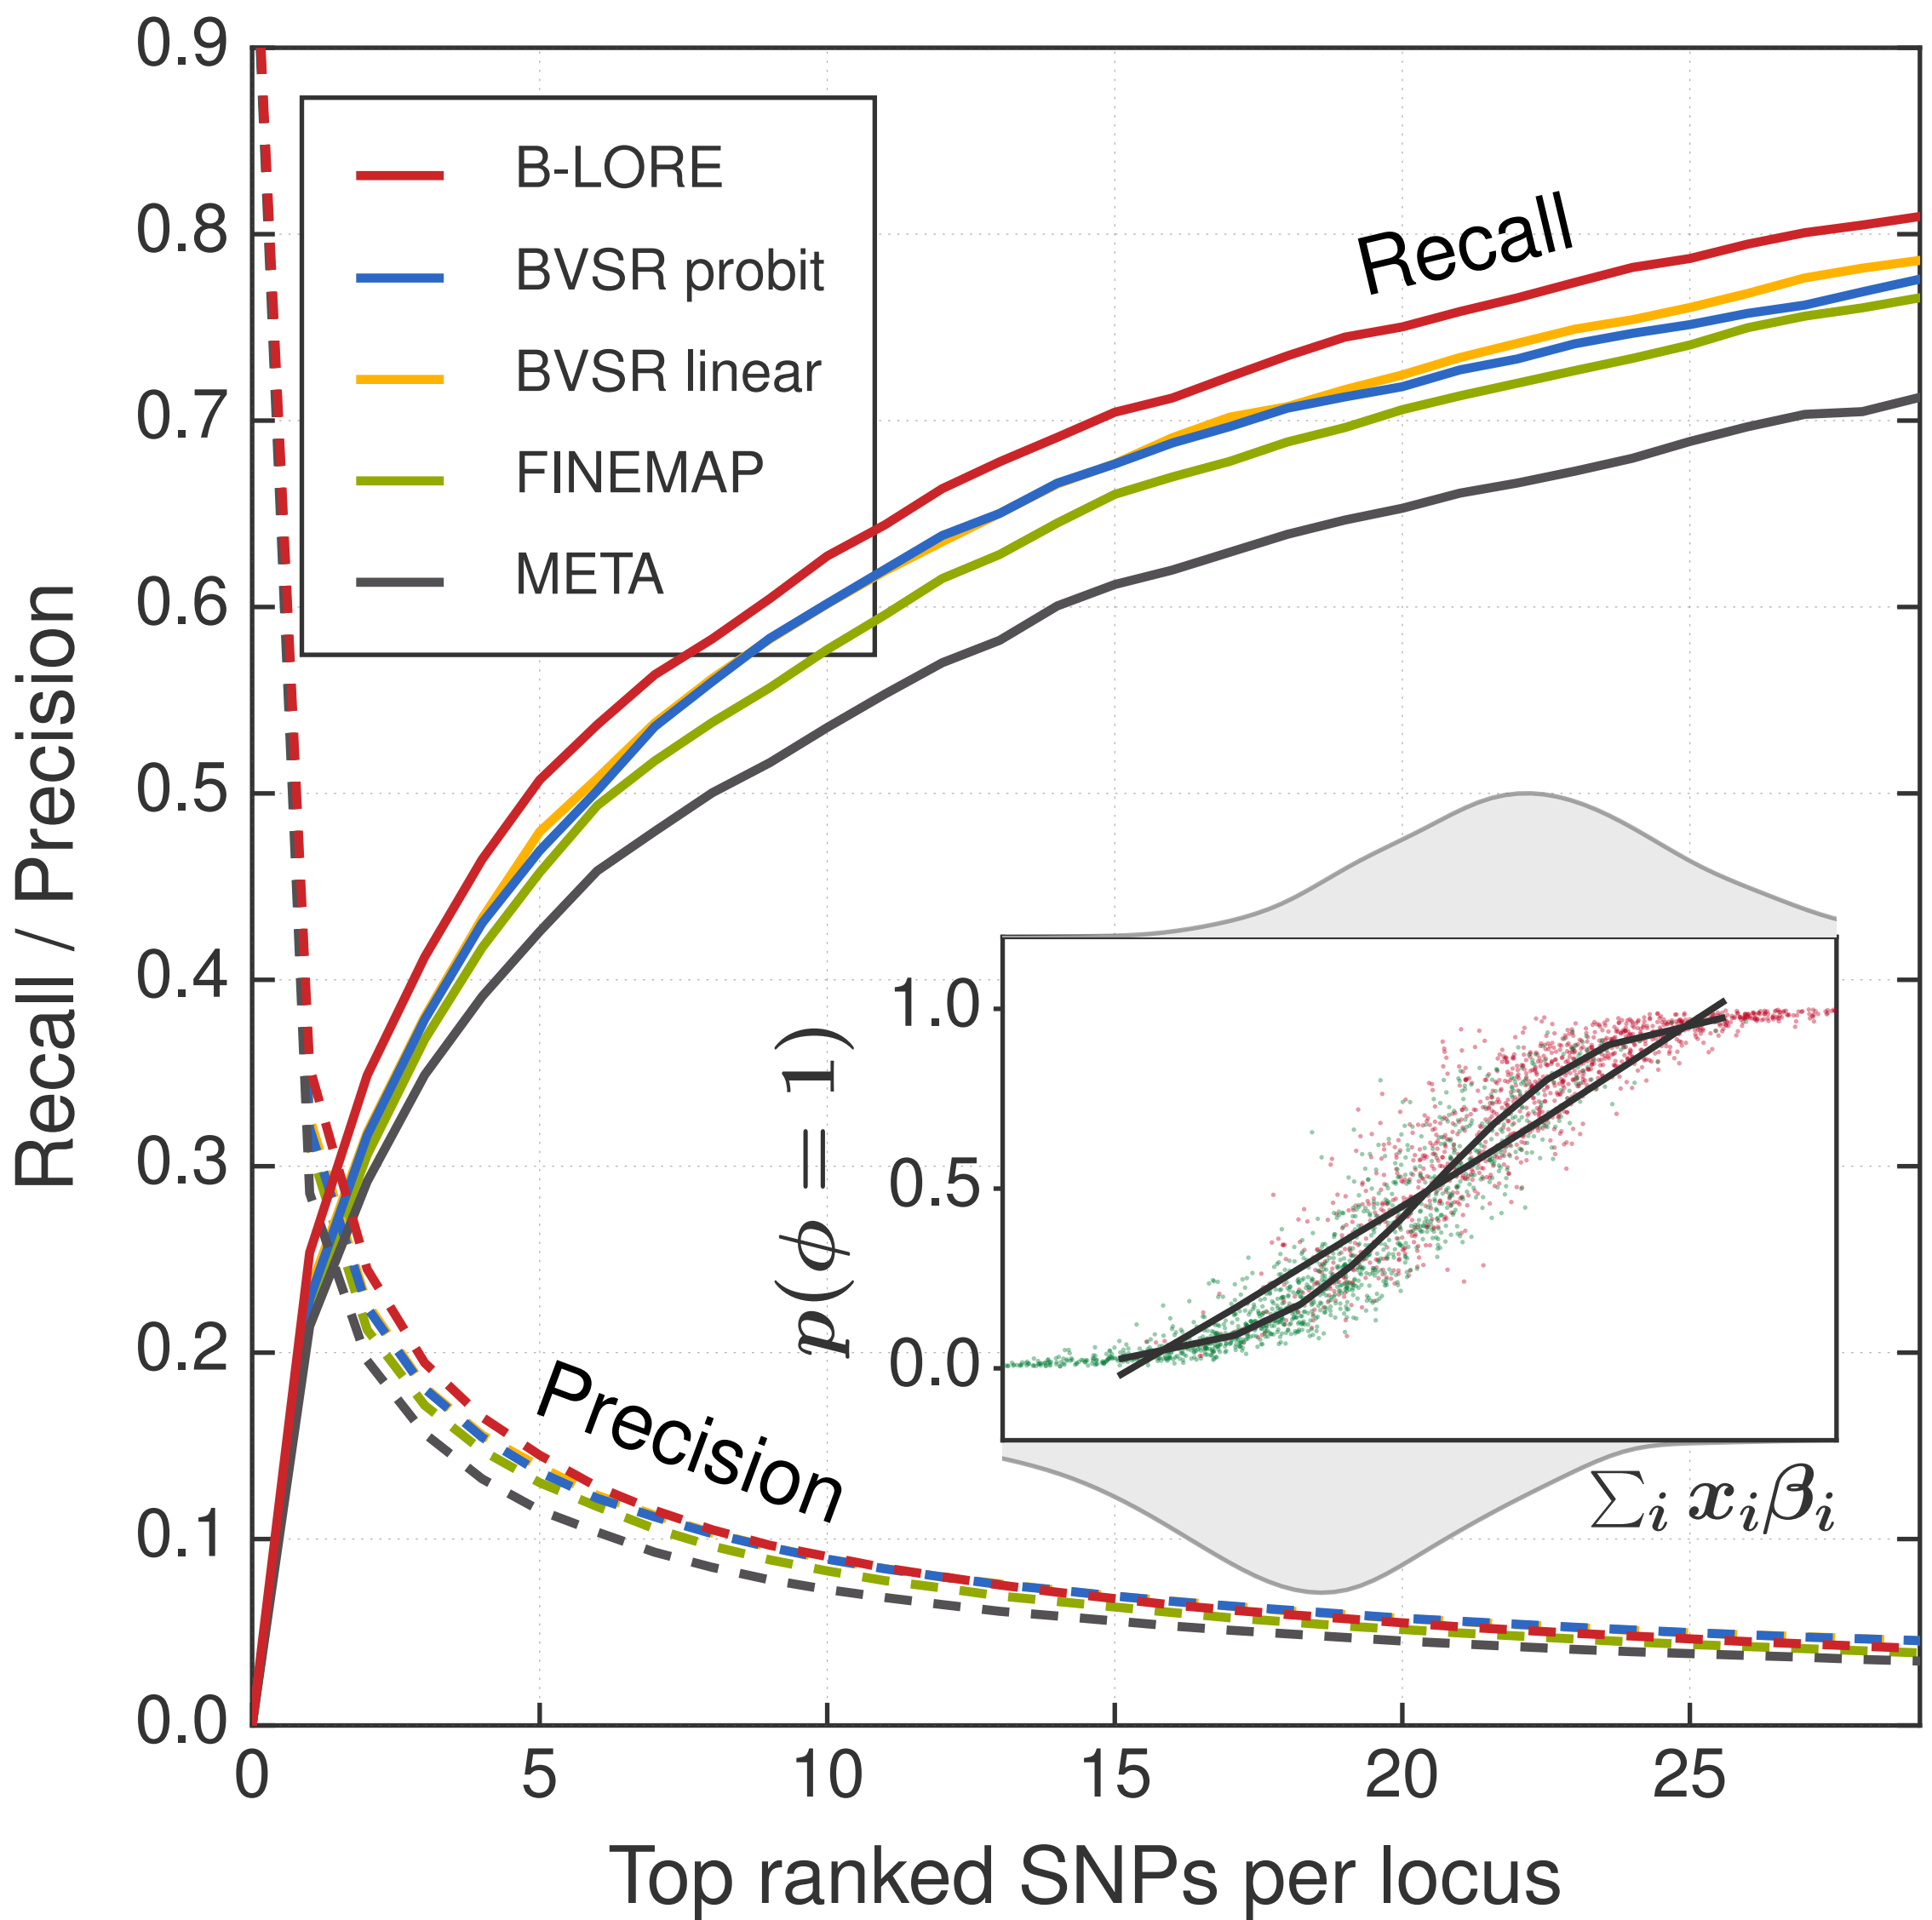 0.9
0.8
0.7
0.6
0.5
0.4
0.3
0.2
0.1
0.0
Recall / Precision
B-LORE
BVSR probit
BVSR linear
FINEMAP
META
Recall
Precision
1.0
0.5
0.0
p(ϕ = 1)
∑ᵢ xᵢβᵢ
0 5 10 15 20 25
Top ranked SNPs per locus